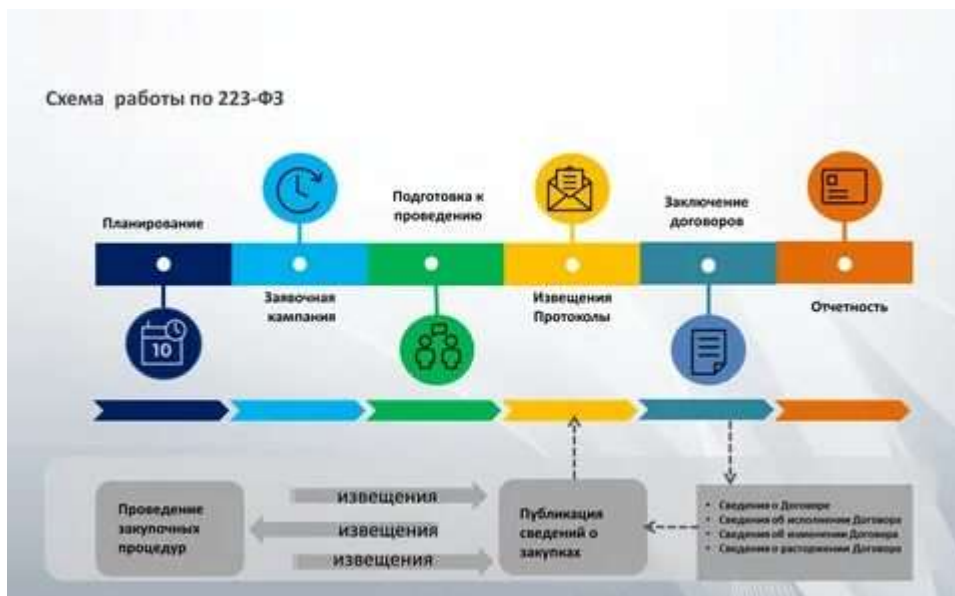 Схема работы по 223-ФЗ
Планирование
Подготовка к
проведению
Заключение
договоров
10
Заявочная
кампания
Извещения
Протоколы
Отчетность
Проведение
закупочных
процедур
извещения
извещения
извещения
Публикация
сведений о
закупках
• Сведения о Договоре
• Сведения об исполнении Договора
• Сведения об изменении Договора
• Сведения о расторжении Договора